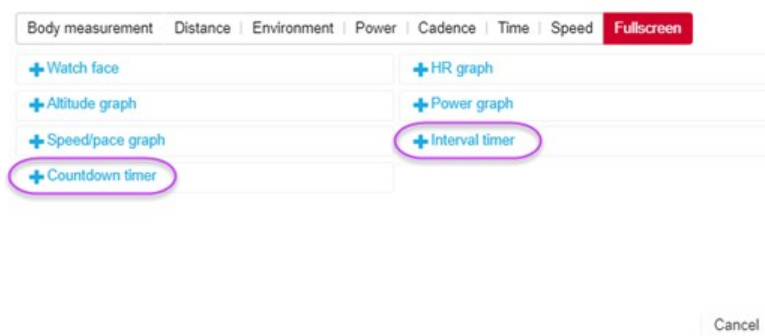 Body measurement Distance Environment Power Cadence Time Speed Fullscreen
+ Watch face
+ HR graph
+ Altitude graph
+ Power graph
+ Speed/pace graph
+ Interval timer
+ Countdown timer
Cancel